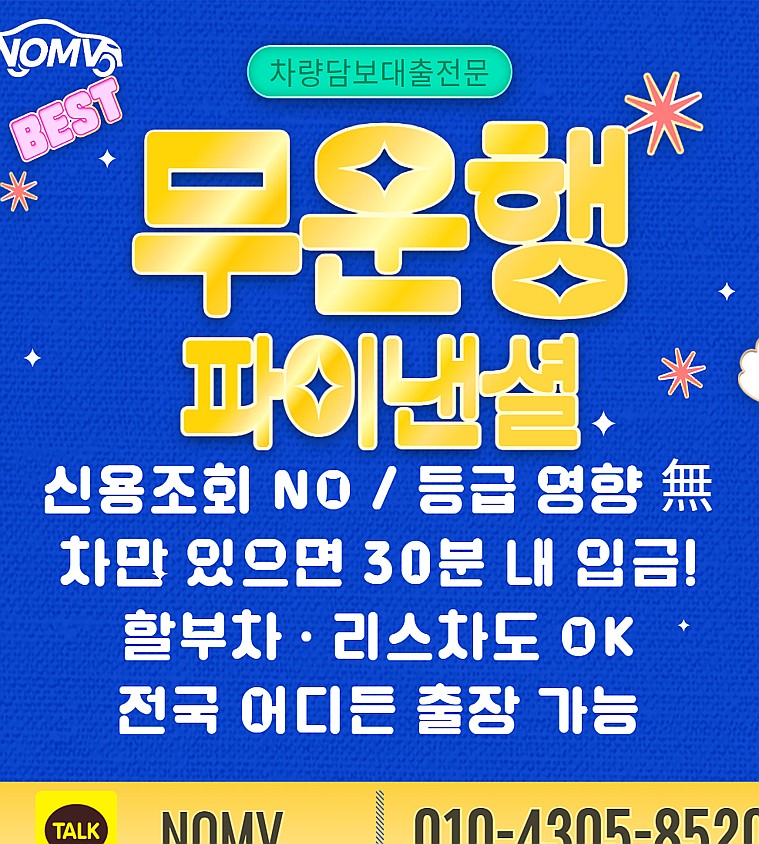 NOMV
BEST
차량담보대출전문
무운행
파이낸셜
신용조회 NO / 등급 영향 無
차만 있으면 30분 내 입금!
할부차 · 리스차도 OK
전국 어디든 출장 가능
TALK NOMV 010-4305-8520